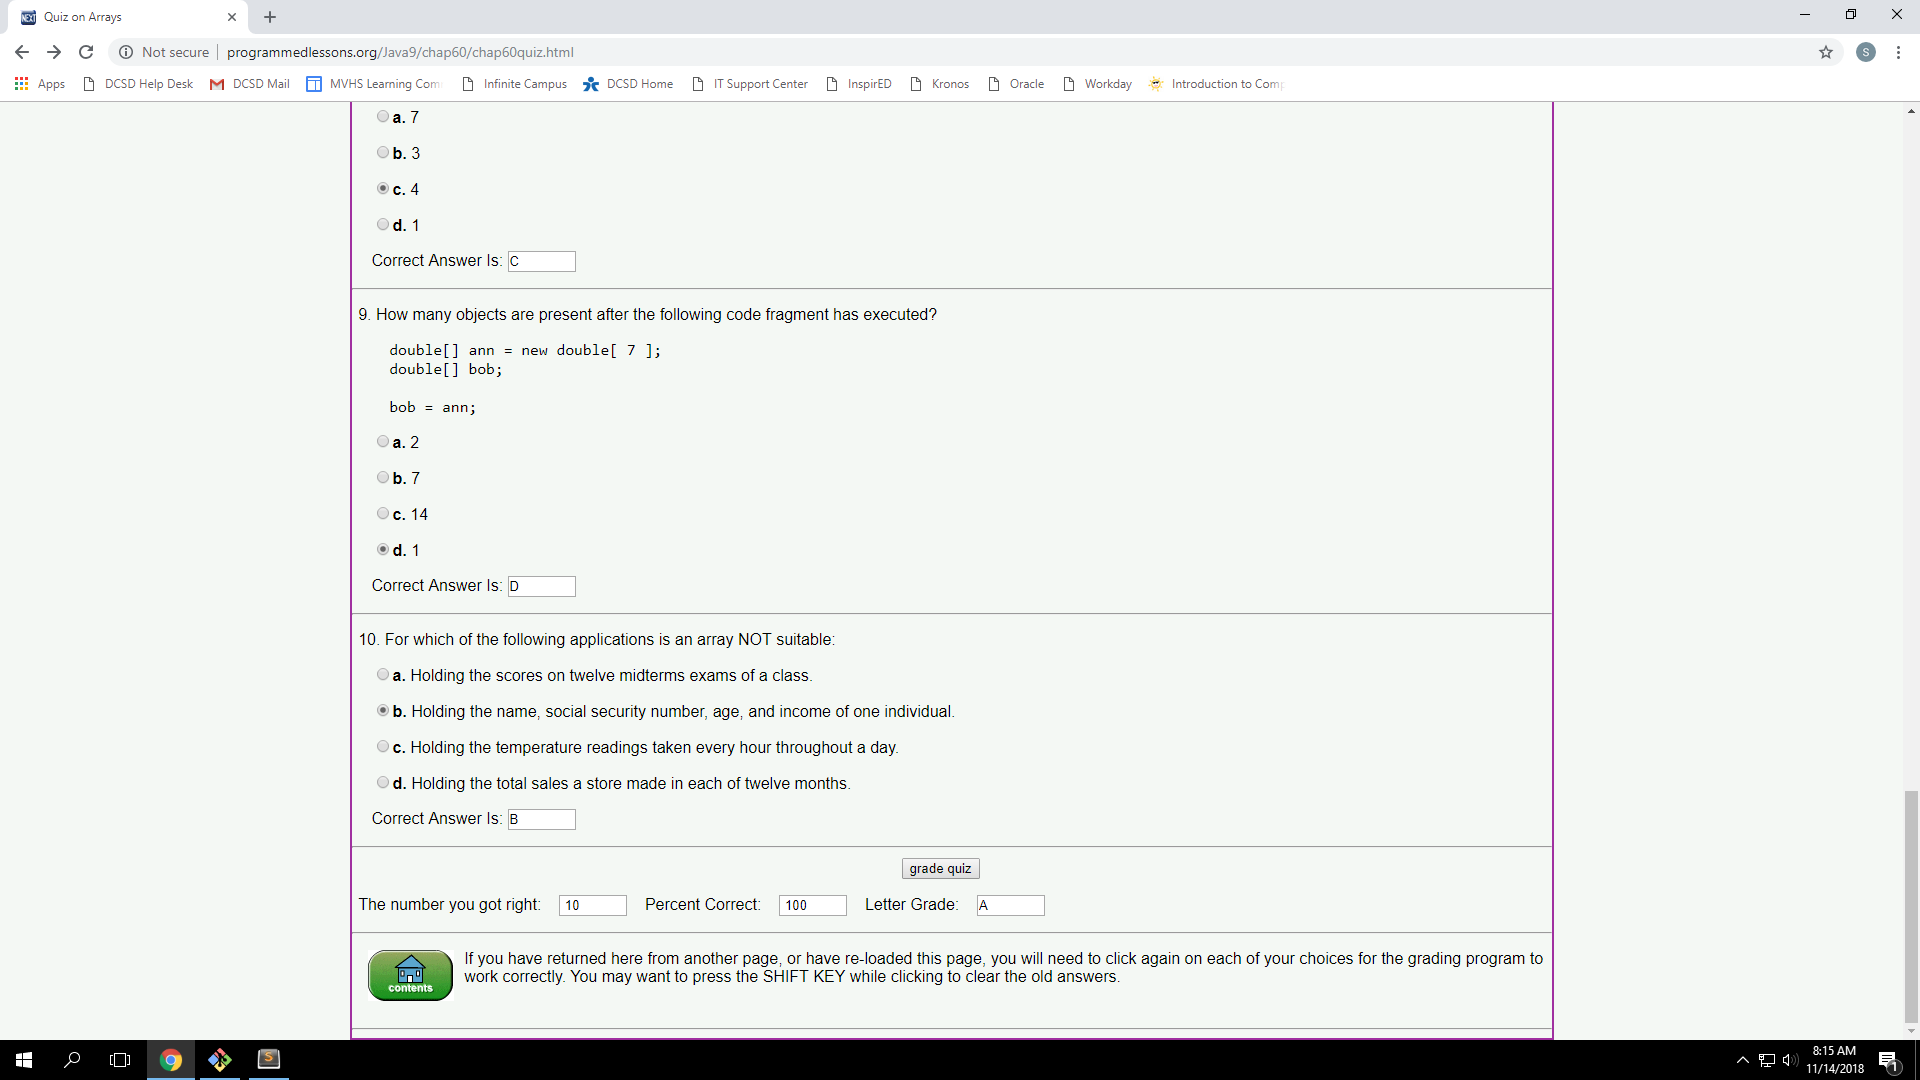 Quiz on Arrays
Not secure programmedlessons.org/Java9/chap60/chap60quiz.html
S
Apps DCSD Help Desk DCSD Mail MVHS Learning Com Infinite Campus DCSD Home IT Support Center InspirED Kronos Oracle Workday Introduction to Comp
a. 7
b. 3
c. 4
d. 1
Correct Answer Is: C
9. How many objects are present after the following code fragment has executed?
double[] ann = new double[ 7 ];
double[] bob;
bob = ann;
a. 2
b. 7
c. 14
d. 1
Correct Answer Is: D
10. For which of the following applications is an array NOT suitable:
a. Holding the scores on twelve midterms exams of a class.
b. Holding the name, social security number, age, and income of one individual.
c. Holding the temperature readings taken every hour throughout a day.
d. Holding the total sales a store made in each of twelve months.
Correct Answer Is: B
grade quiz
The number you got right: 10 Percent Correct: 100 Letter Grade: A
If you have returned here from another page, or have re-loaded this page, you will need to click again on each of your choices for the grading program to
work correctly. You may want to press the SHIFT KEY while clicking to clear the old answers.
contents
8:15 AM
11/14/2018
1